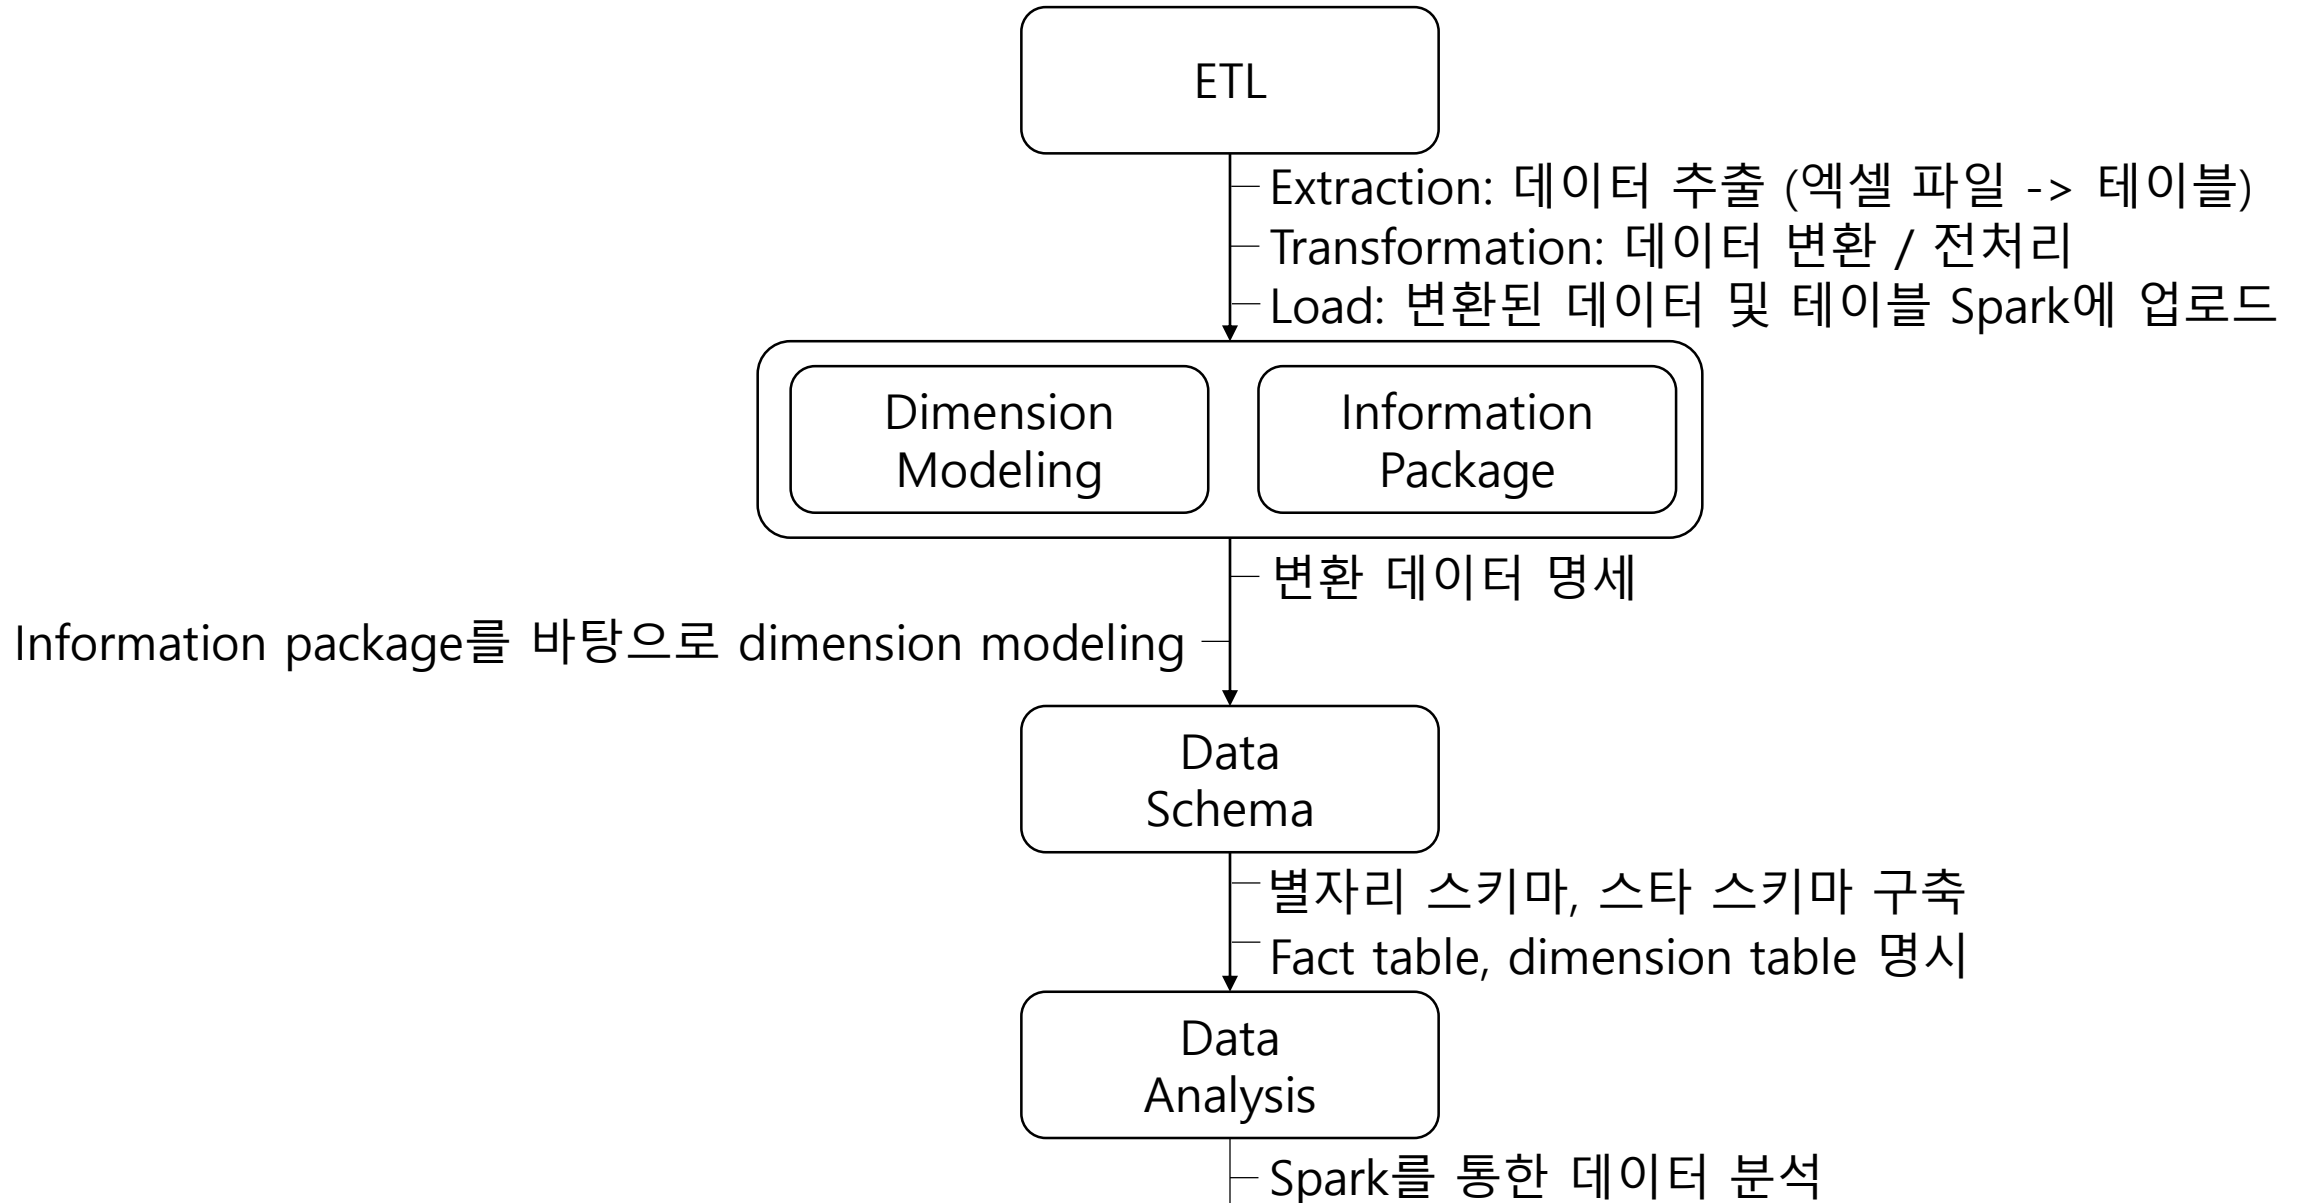 ETL
Extraction: 데이터 추출 (엑셀 파일 -> 테이블)
Transformation: 데이터 변환 / 전처리
Load: 변환된 데이터 및 테이블 Spark에 업로드
Dimension
Modeling
Information
Package
변환 데이터 명세
Information package를 바탕으로 dimension modeling
Data
Schema
별자리 스키마, 스타 스키마 구축
Fact table, dimension table 명시
Data
Analysis
Spark를 통한 데이터 분석